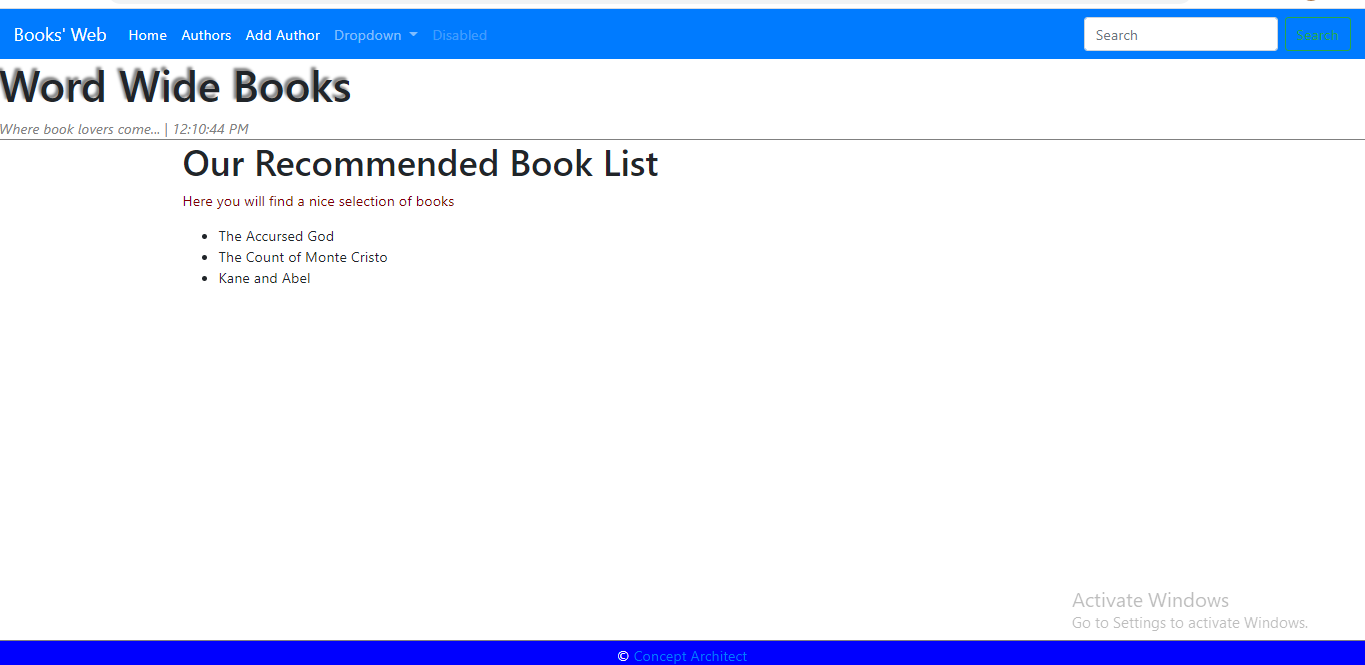 Books' Web Home Authors Add Author Dropdown Disabled Search Search
Word Wide Books
Where book lovers come... | 12:10:44 PM
Our Recommended Book List
Here you will find a nice selection of books
• The Accursed God
• The Count of Monte Cristo
• Kane and Abel
Activate Windows
Go to Settings to activate Windows.
© Concept Architect